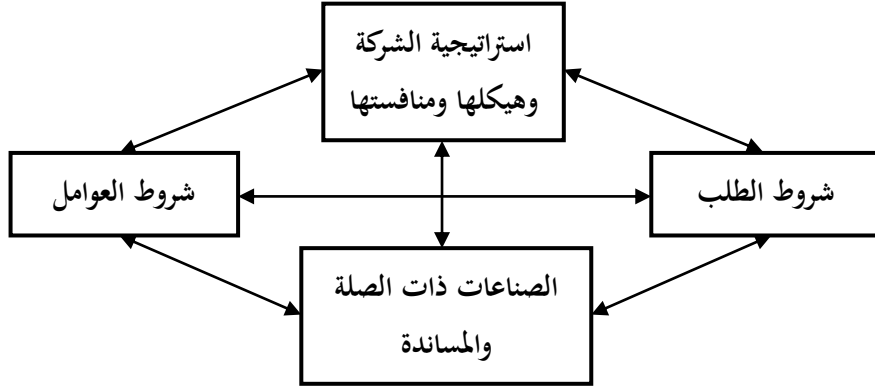 استراتيجية الشركة
وهيكلها ومنافستها
شروط الطلب
شروط العوامل
الصناعات ذات الصلة
والمساندة